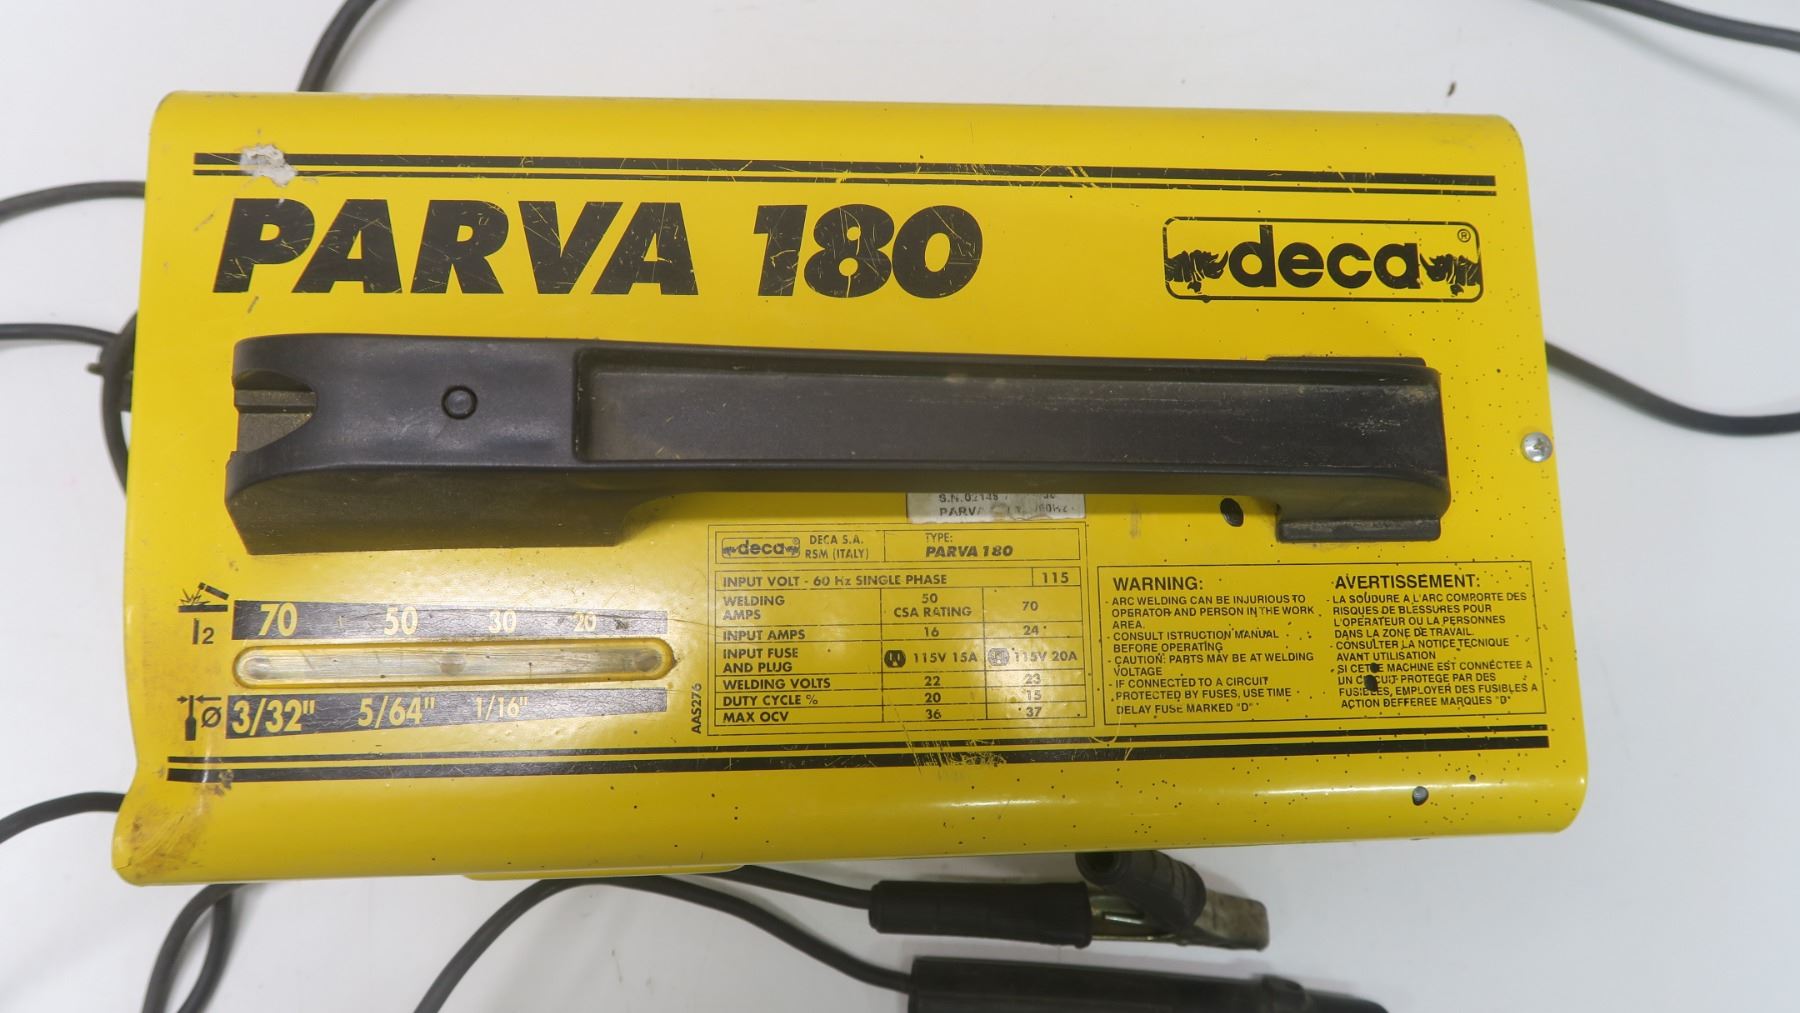 PARVA 180
deca®
S.N. 02148
PARVA
deca® DECA S.A.
RSM (ITALY)
TYPE:
PARVA 180
INPUT VOLT - 60 Hz SINGLE PHASE 115
WELDING AMPS 50 CSA RATING 70
INPUT AMPS 16 24
INPUT FUSE AND PLUG 115V 15A 115V 20A
WELDING VOLTS 22 23
DUTY CYCLE % 20 15
MAX OCV 36 37
AAS276
I2 70 50 30 20
Ø 3/32" 5/64" 1/16"
WARNING:
- ARC WELDING CAN BE INJURIOUS TO
OPERATOR AND PERSON IN THE WORK
AREA.
- CONSULT ISTRUCTION MANUAL
BEFORE OPERATING
- CAUTION: PARTS MAY BE AT WELDING
VOLTAGE
- IF CONNECTED TO A CIRCUIT
PROTECTED BY FUSES, USE TIME -
DELAY FUSE MARKED "D"
AVERTISSEMENT:
- LA SOUDURE A L'ARC COMPORTE DES
RISQUES DE BLESSURES POUR
L'OPERATEUR OU LA PERSONNES
DANS LA ZONE DE TRAVAIL.
- CONSULTER LA NOTICE TECNIQUE
AVANT UTILISATION
- SI CETTE MACHINE EST CONNÉCTEE A
UN CIRCUIT PROTEGE PAR DES
FUSIBLES, EMPLOYER DES FUSIBLES A
ACTION DEFFEREE MARQUES "D"